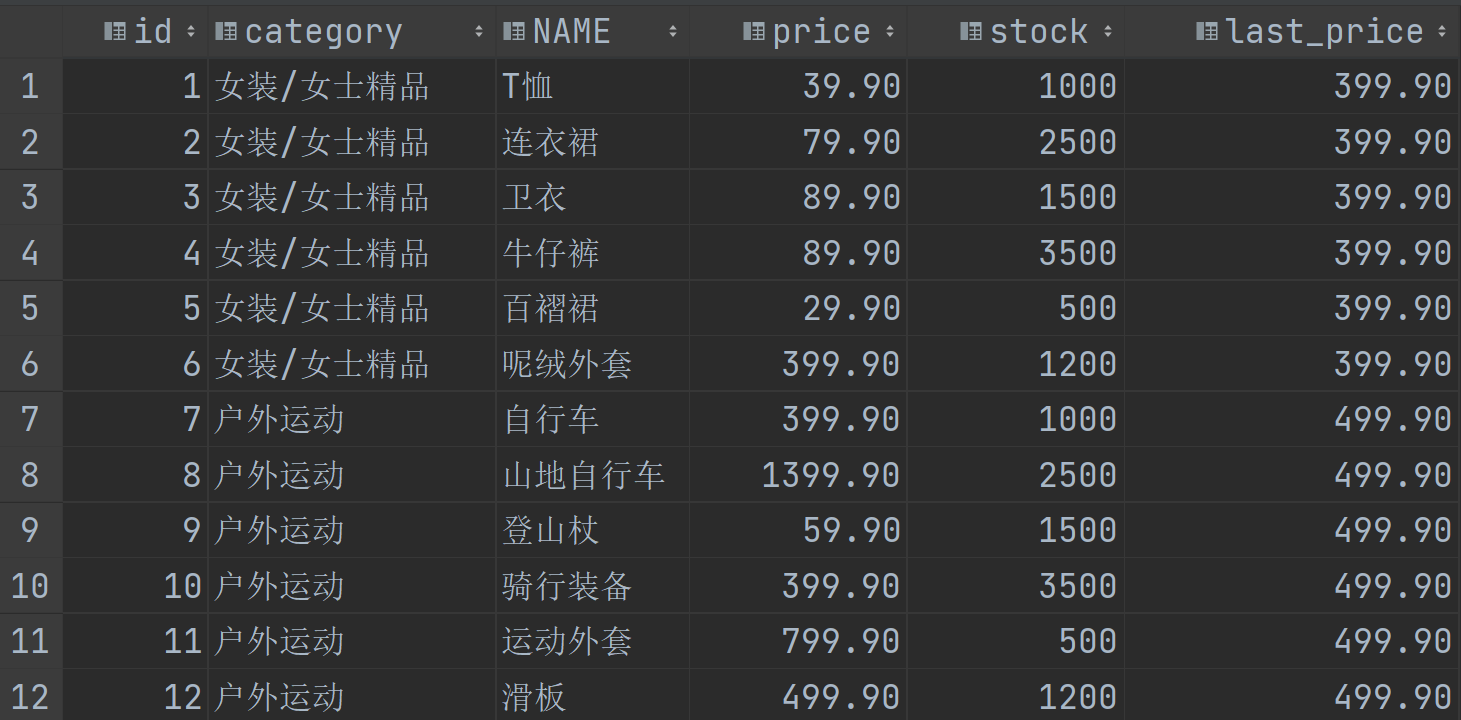 id category NAME price stock last_price
1 1 女装/女士精品 T恤 39.90 1000 399.90
2 2 女装/女士精品 连衣裙 79.90 2500 399.90
3 3 女装/女士精品 卫衣 89.90 1500 399.90
4 4 女装/女士精品 牛仔裤 89.90 3500 399.90
5 5 女装/女士精品 百褶裙 29.90 500 399.90
6 6 女装/女士精品 呢绒外套 399.90 1200 399.90
7 7 户外运动 自行车 399.90 1000 499.90
8 8 户外运动 山地自行车 1399.90 2500 499.90
9 9 户外运动 登山杖 59.90 1500 499.90
10 10 户外运动 骑行装备 399.90 3500 499.90
11 11 户外运动 运动外套 799.90 500 499.90
12 12 户外运动 滑板 499.90 1200 499.90